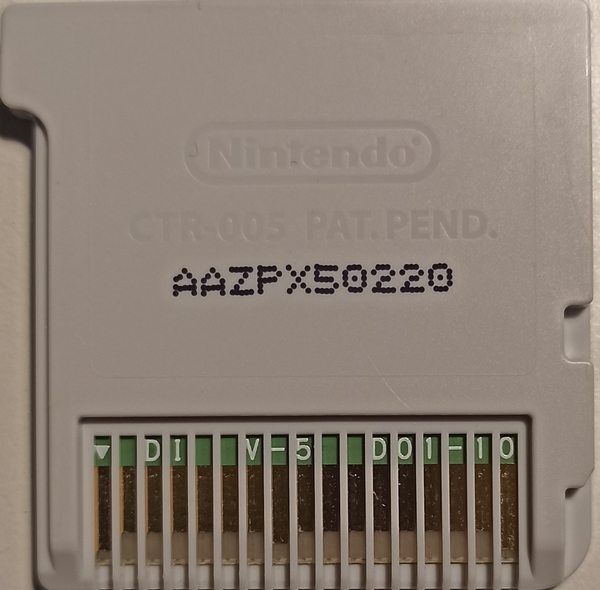 Nintendo
CTR-005 PAT. PEND.
AAZPX50220
DI V-5 D01-10